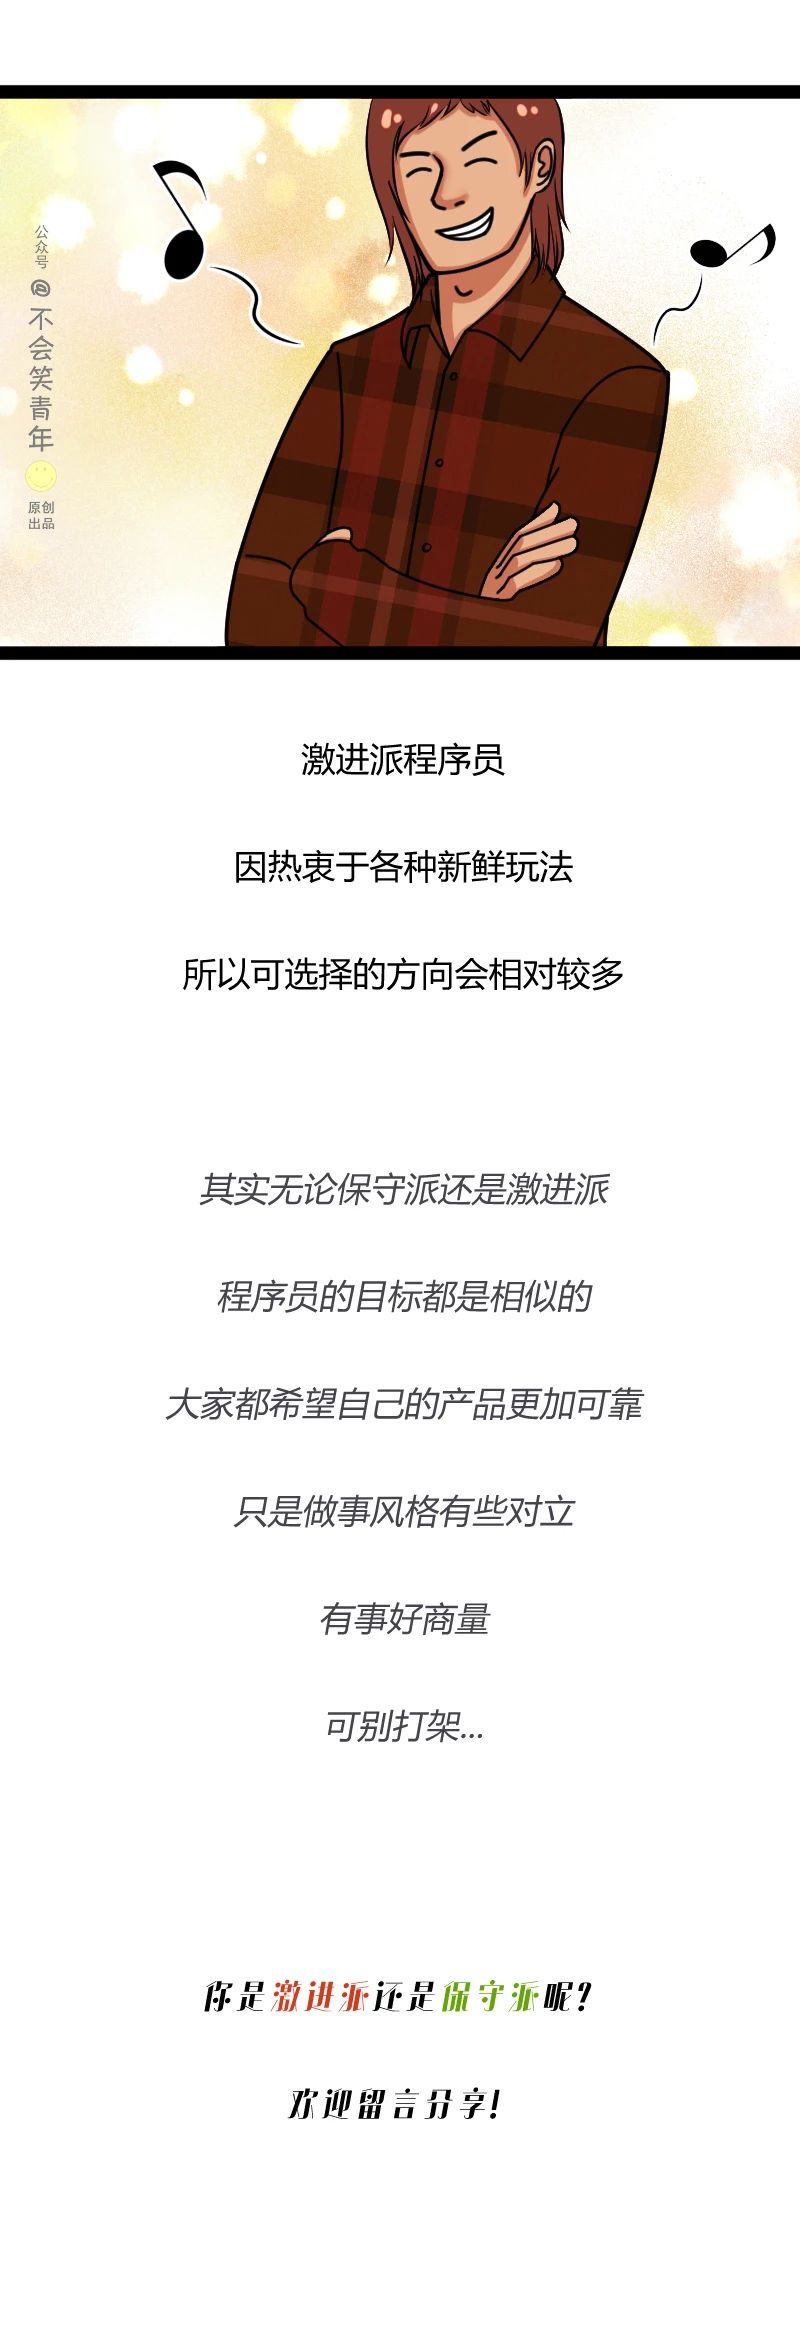 公众号
@不会笑青年
原创
出品
激进派程序员
因热衷于各种新鲜玩法
所以可选择的方向会相对较多
其实无论保守派还是激进派
程序员的目标都是相似的
大家都希望自己的产品更加可靠
只是做事风格有些对立
有事好商量
可别打架...
你是激进派还是保守派呢?
欢迎留言分享!